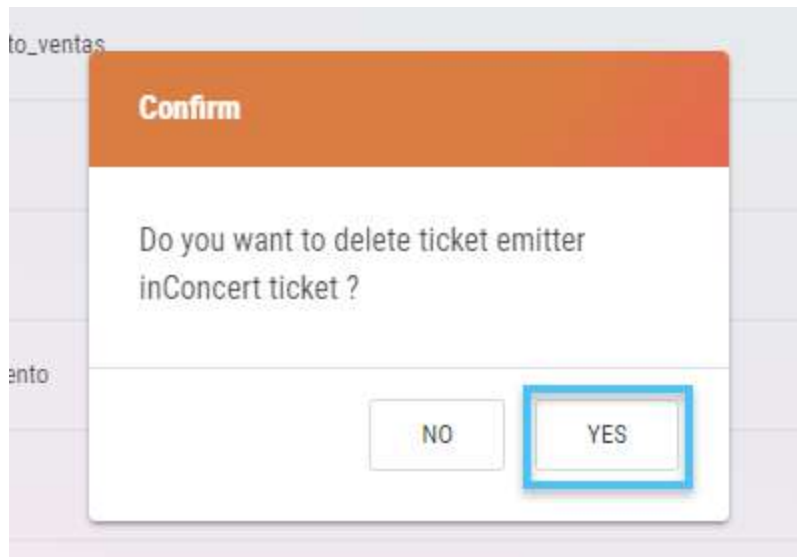 to_ventas
Confirm
Do you want to delete ticket emitter
inConcert ticket ?
ento
NO
YES